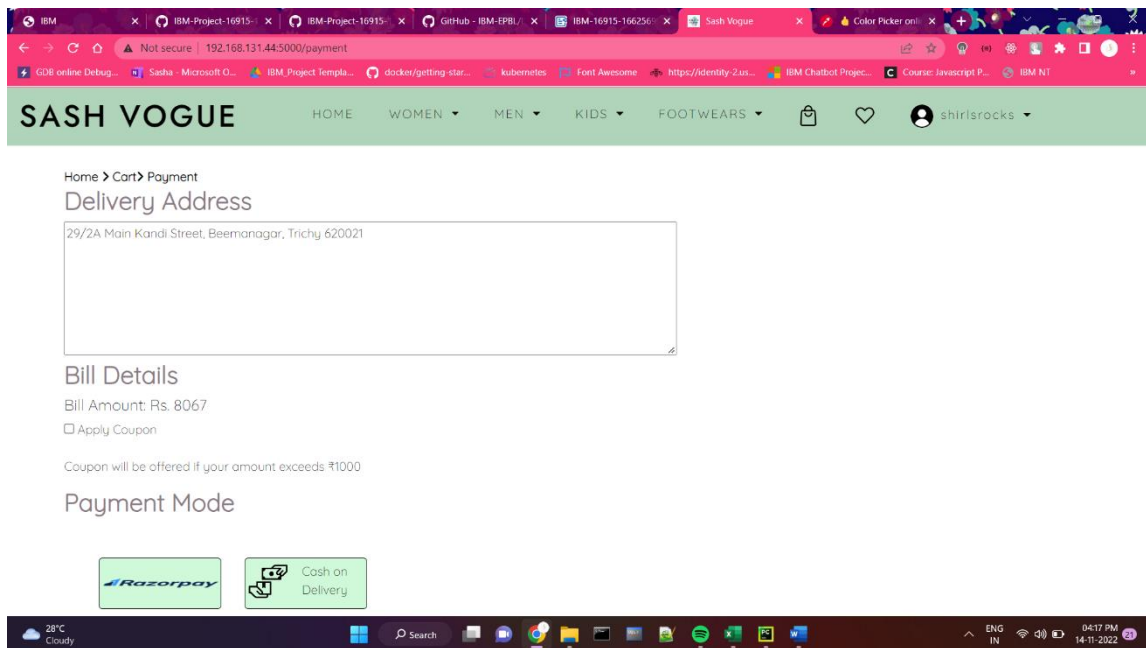 IBM
IBM-Project-16915-
IBM-Project-16915-
GitHub - IBM-EPBL/
IBM-16915-166256
Sash Vogue
Color Picker onli
Not secure | 192.168.131.44:5000/payment
GDB online Debug...
Sasha - Microsoft O...
IBM_Project Templa...
docker/getting-star...
kubernetes
Font Awesome
https://identity-2.us...
IBM Chatbot Projec...
Course: Javascript P...
IBM NT
SASH VOGUE
HOME
WOMEN
MEN
KIDS
FOOTWEARS
shirlsrocks
Home > Cart> Payment
Delivery Address
29/2A Main Kandi Street, Beemanagar, Trichy 620021
Bill Details
Bill Amount: Rs. 8067
Apply Coupon
Coupon will be offered if your amount exceeds ₹1000
Payment Mode
Razorpay
Cash on
Delivery
28°C
Cloudy
Search
ENG
IN
04:17 PM
14-11-2022
21